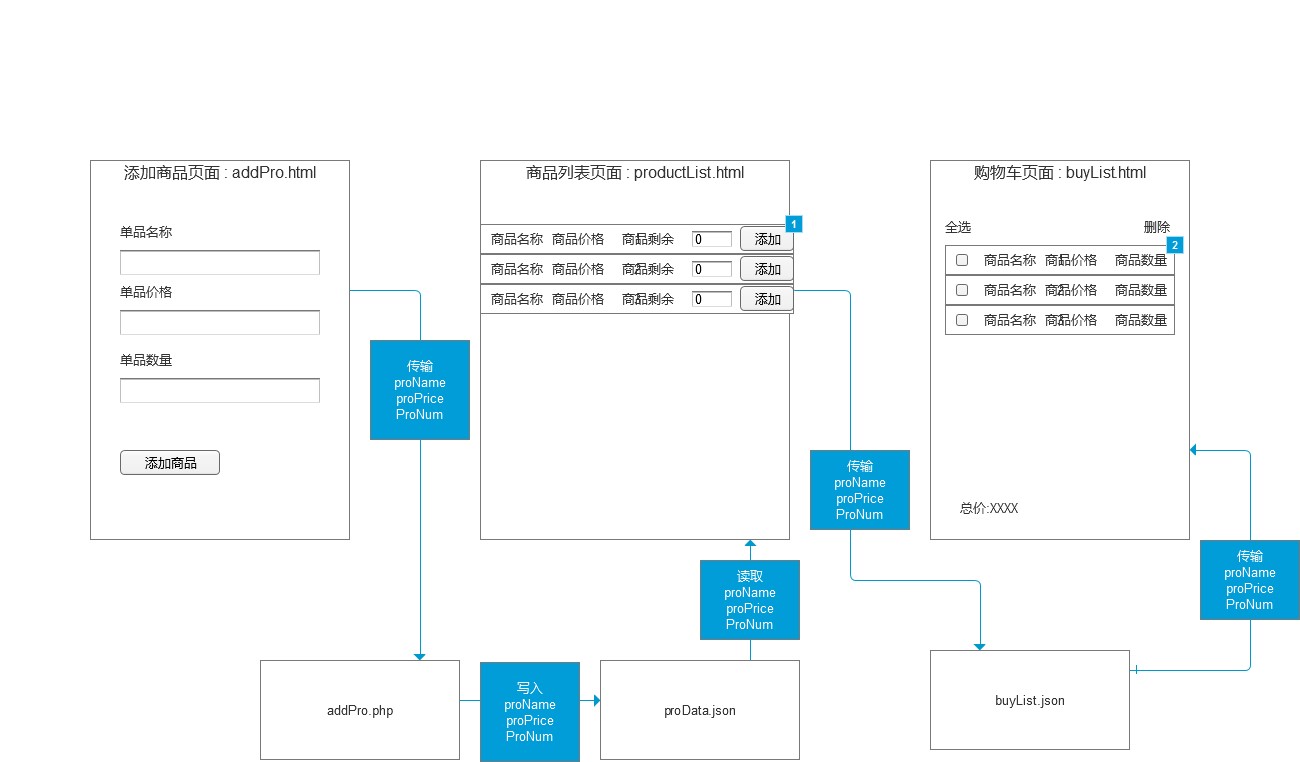 添加商品页面 : addPro.html
单品名称
单品价格
单品数量
添加商品
传输
proName
proPrice
ProNum
商品列表页面 : productList.html
1
商品名称 商品价格 商品剩余 0 添加
商品名称 商品价格 商品剩余 0 添加
商品名称 商品价格 商品剩余 0 添加
传输
proName
proPrice
ProNum
购物车页面 : buyList.html
全选 删除
2
商品名称 商品价格 商品数量
商品名称 商品价格 商品数量
商品名称 商品价格 商品数量
总价:XXXX
传输
proName
proPrice
ProNum
读取
proName
proPrice
ProNum
addPro.php
写入
proName
proPrice
ProNum
proData.json
buyList.json